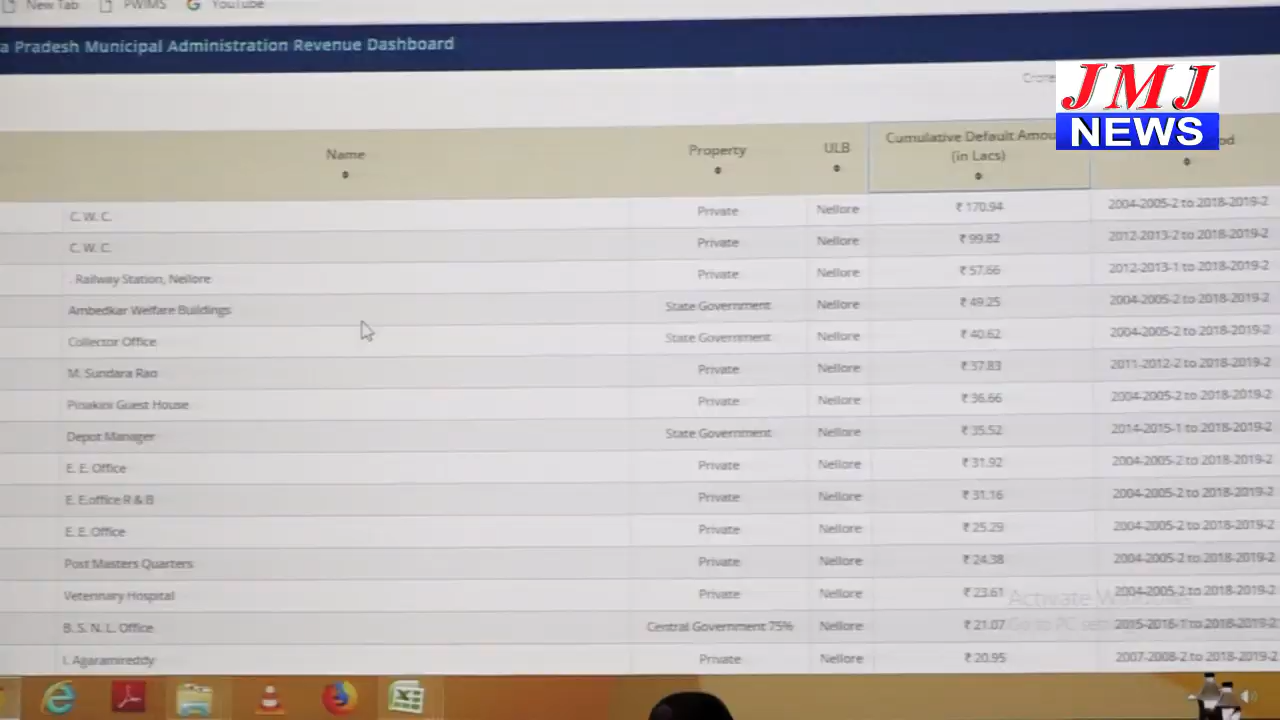 New Tab PWIMS YouTube
a Pradesh Municipal Administration Revenue Dashboard
JMJ
NEWS
Name Property ULB Cumulative Default Amou
(in Lacs)
C. W. C. Private Nellore ₹ 170.94 2004-2005-2 to 2018-2019-2
C. W. C. Private Nellore ₹ 99.82 2012-2013-2 to 2018-2019-2
. Railway Station, Nellore Private Nellore ₹ 57.66 2012-2013-1 to 2018-2019-2
Ambedkar Welfare Buildings State Government Nellore ₹ 49.25 2004-2005-2 to 2018-2019-2
Collector Office State Government Nellore ₹ 40.62 2004-2005-2 to 2018-2019-2
M. Sundara Rao Private Nellore ₹ 37.83 2011-2012-2 to 2018-2019-2
Pinakini Guest House Private Nellore ₹ 36.66 2004-2005-2 to 2018-2019-2
Depot Manager State Government Nellore ₹ 35.52 2014-2015-1 to 2018-2019-2
E. E. Office Private Nellore ₹ 31.92 2004-2005-2 to 2018-2019-2
E. E.office R & B Private Nellore ₹ 31.16 2004-2005-2 to 2018-2019-2
E. E. Office Private Nellore ₹ 25.29 2004-2005-2 to 2018-2019-2
Post Masters Quarters Private Nellore ₹ 24.38 2004-2005-2 to 2018-2019-2
Veterinary Hospital Private Nellore ₹ 23.61 2004-2005-2 to 2018-2019-2
Activate Windows
B. S. N. L. Office Central Government 75% Nellore ₹ 21.07 2015-2016-1 to 2018-2019-2
Go to PC
I. Agaramireddy Private Nellore ₹ 20.95 2007-2008-2 to 2018-2019-2